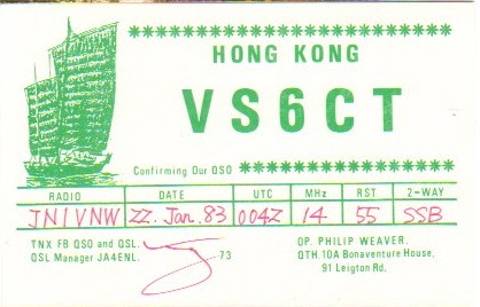 HONG KONG
VS6CT
Confirming Our QSO
RADIO DATE UTC MHz RST 2-WAY
JN1VNW 22. Jan. 83 004Z 14 55 SSB
TNX FB QSO and QSL.
QSL Manager JA4ENL.
73
OP. PHILIP WEAVER.
QTH. 10A Bonaventure House,
91 Leigton Rd.